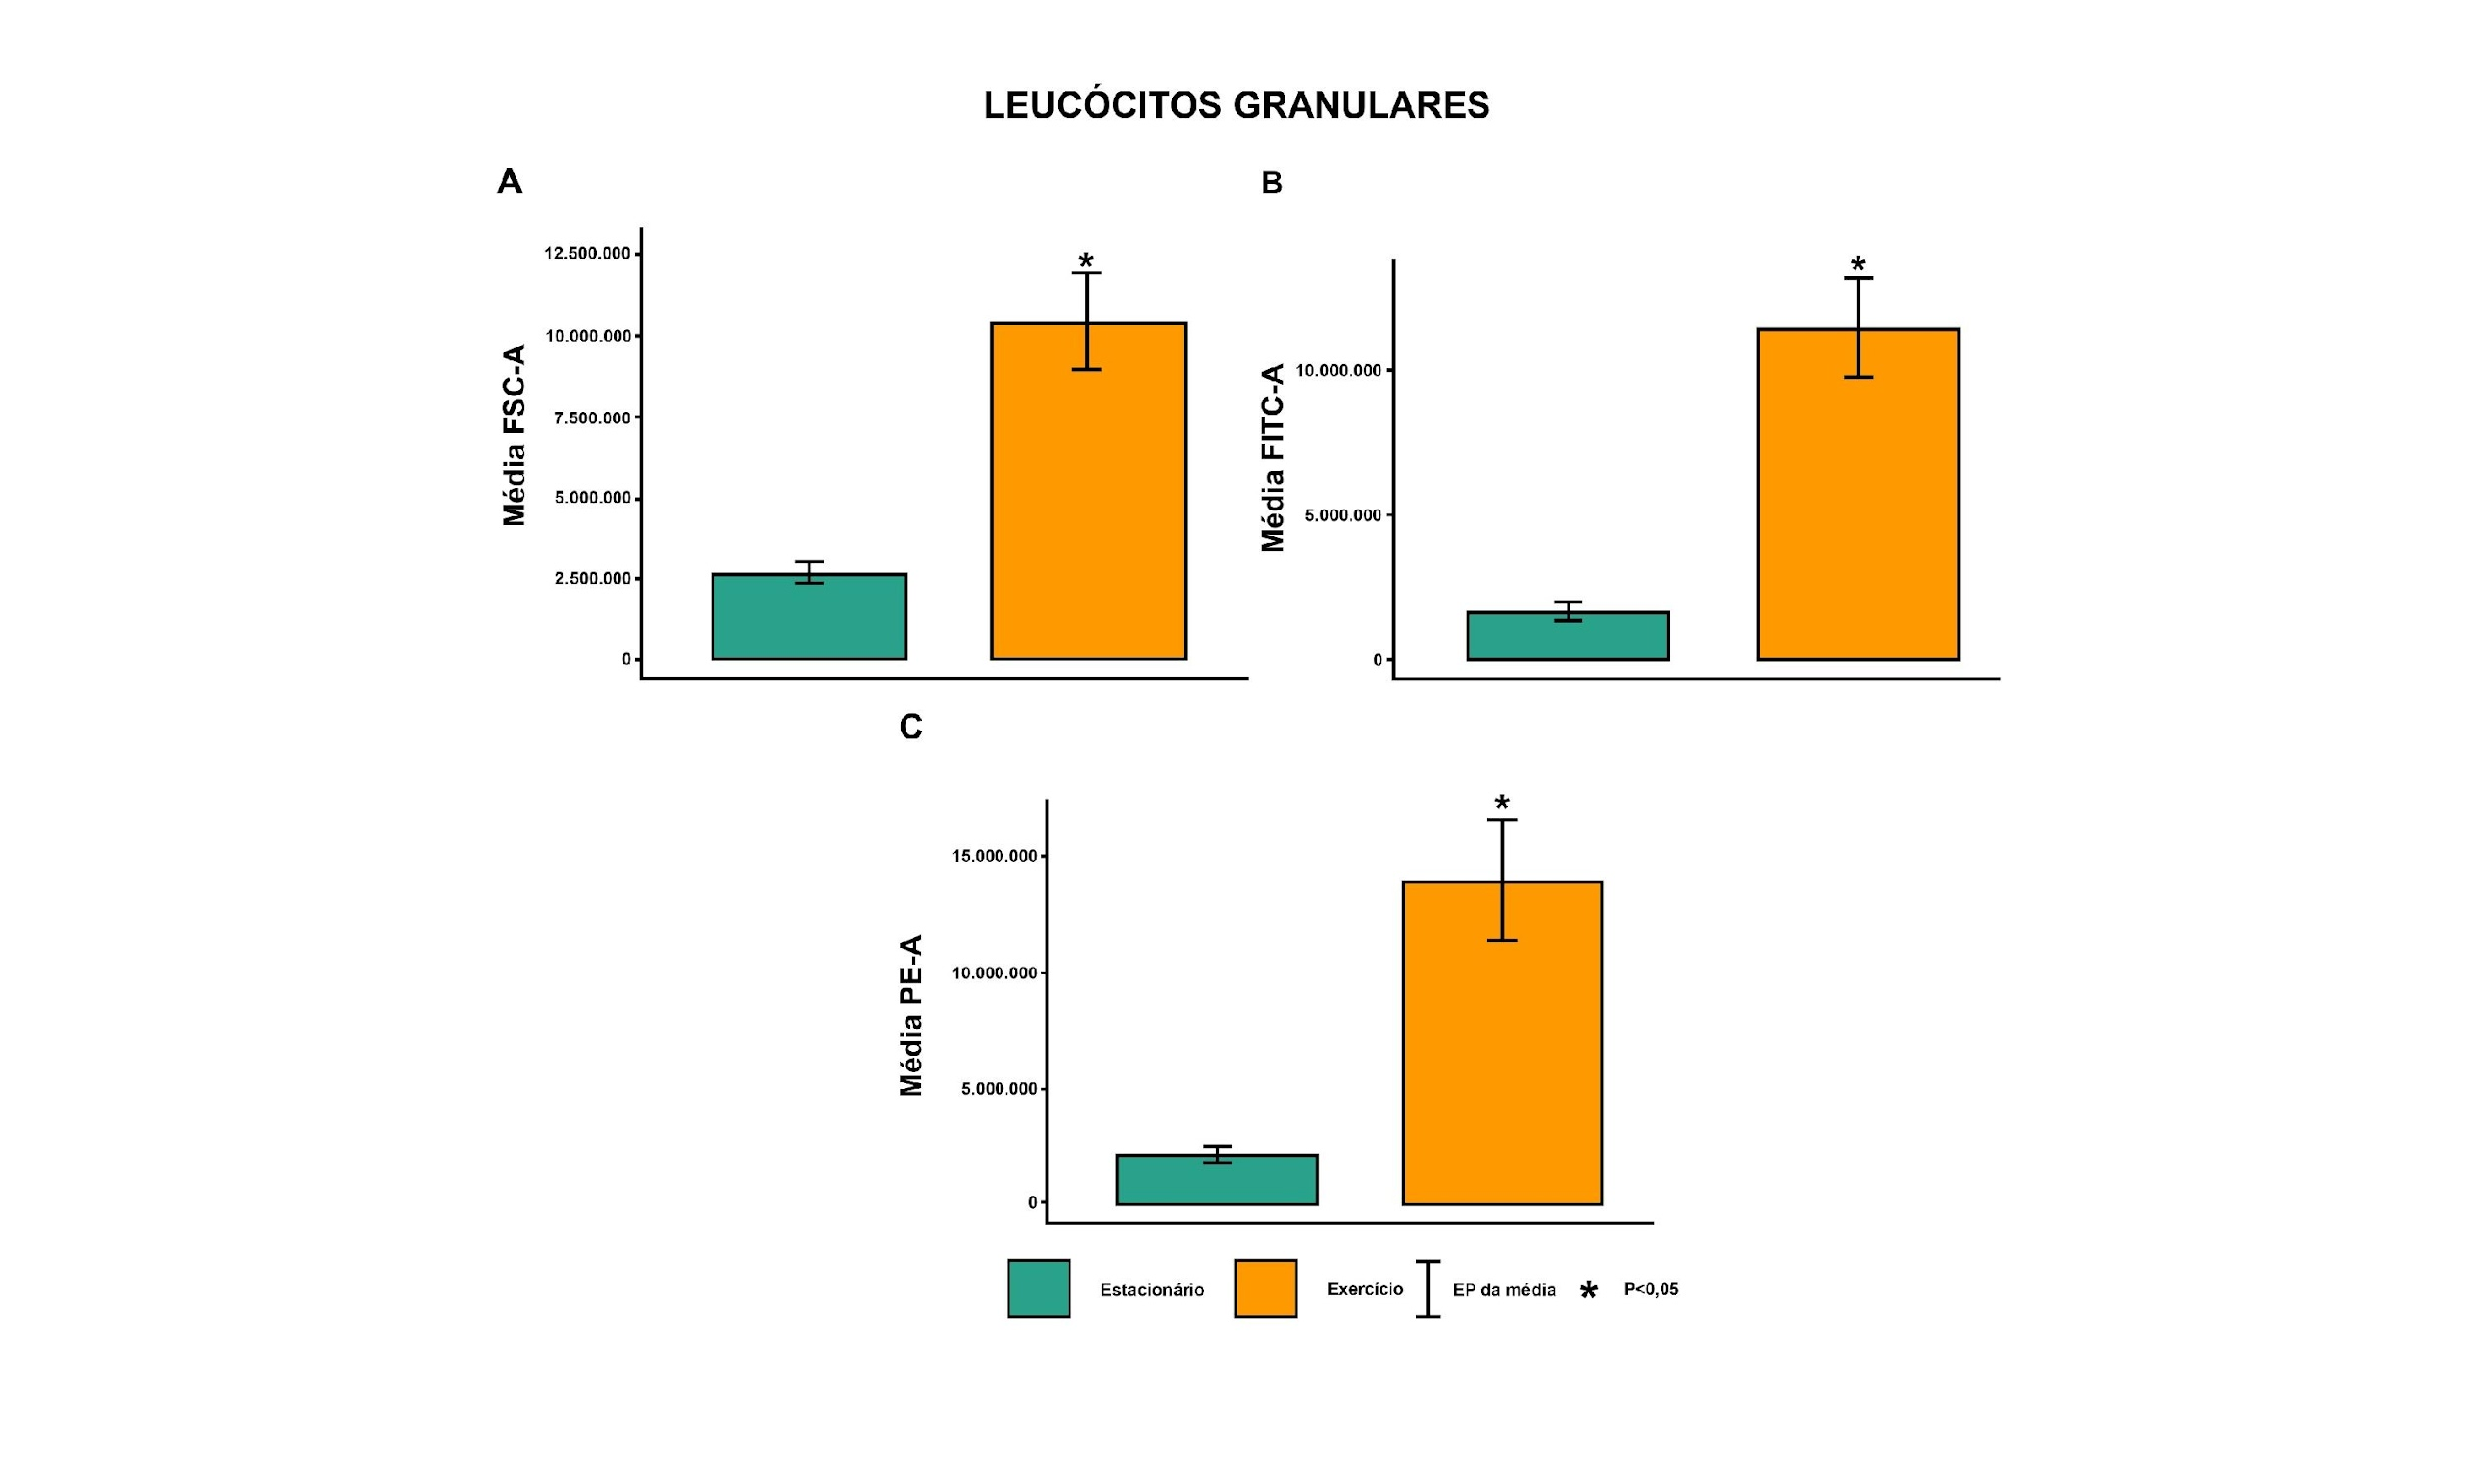 LEUCÓCITOS GRANULARES
A
Média FSC-A
12.500.000
10.000.000
7.500.000
5.000.000
2.500.000
0
*
B
Média FITC-A
10.000.000
5.000.000
0
*
C
Média PE-A
15.000.000
10.000.000
5.000.000
0
*
Estacionário Exercício EP da média * P<0,05